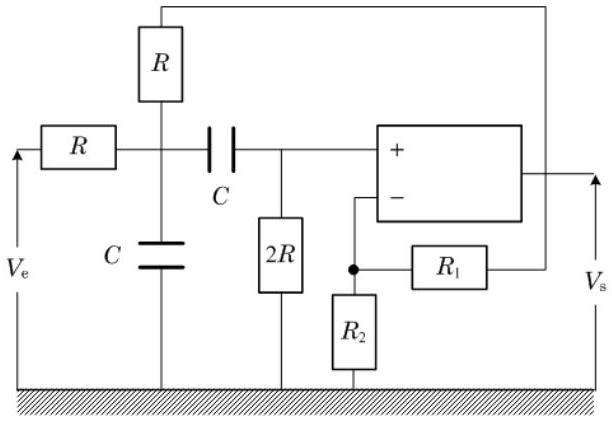 R
R
+
C
−
C
2R
R₁
Vₑ
Vₛ
R₂